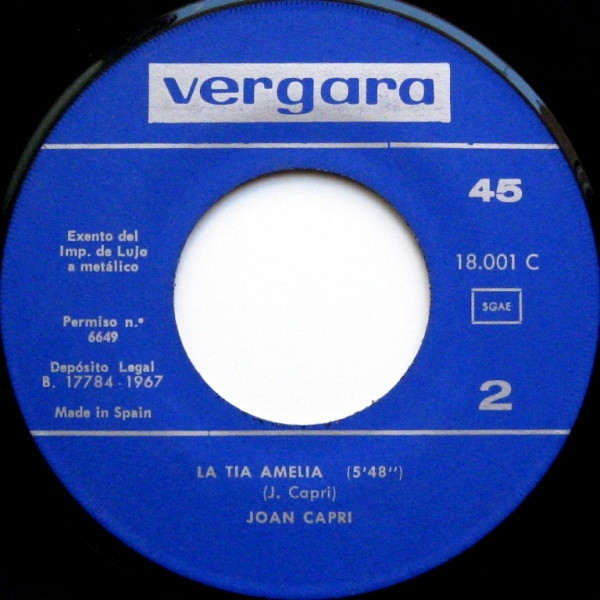 vergara
45
Exento del
Imp. de Lujo
a metálico
18.001 C
SGAE
Permiso n.º
6649
Depósito Legal
B. 17784 - 1967
2
Made in Spain
LA TIA AMELIA (5'48")
(J. Capri)
JOAN CAPRI